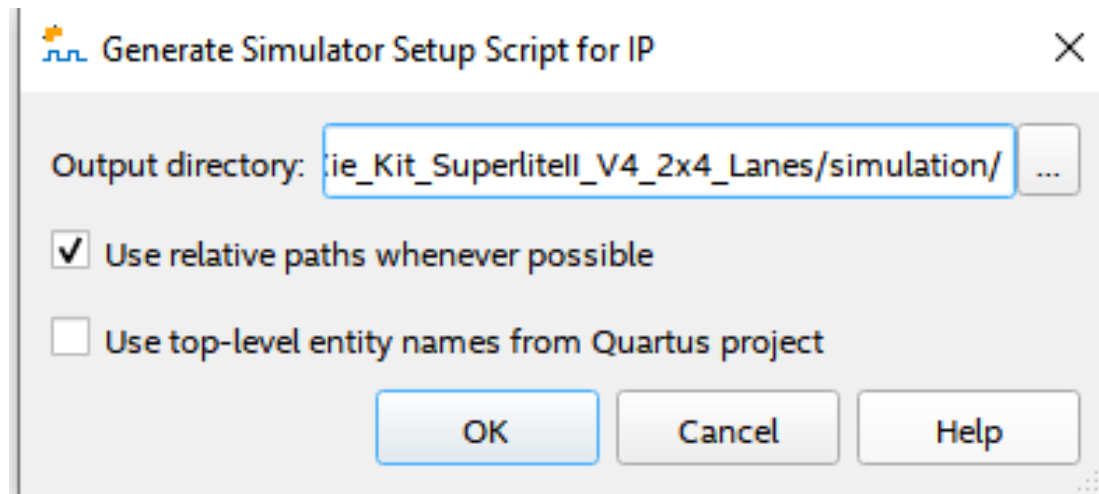 Generate Simulator Setup Script for IP
Output directory: ie_Kit_SuperliteII_V4_2x4_Lanes/simulation/ ...
Use relative paths whenever possible
Use top-level entity names from Quartus project
OK Cancel Help